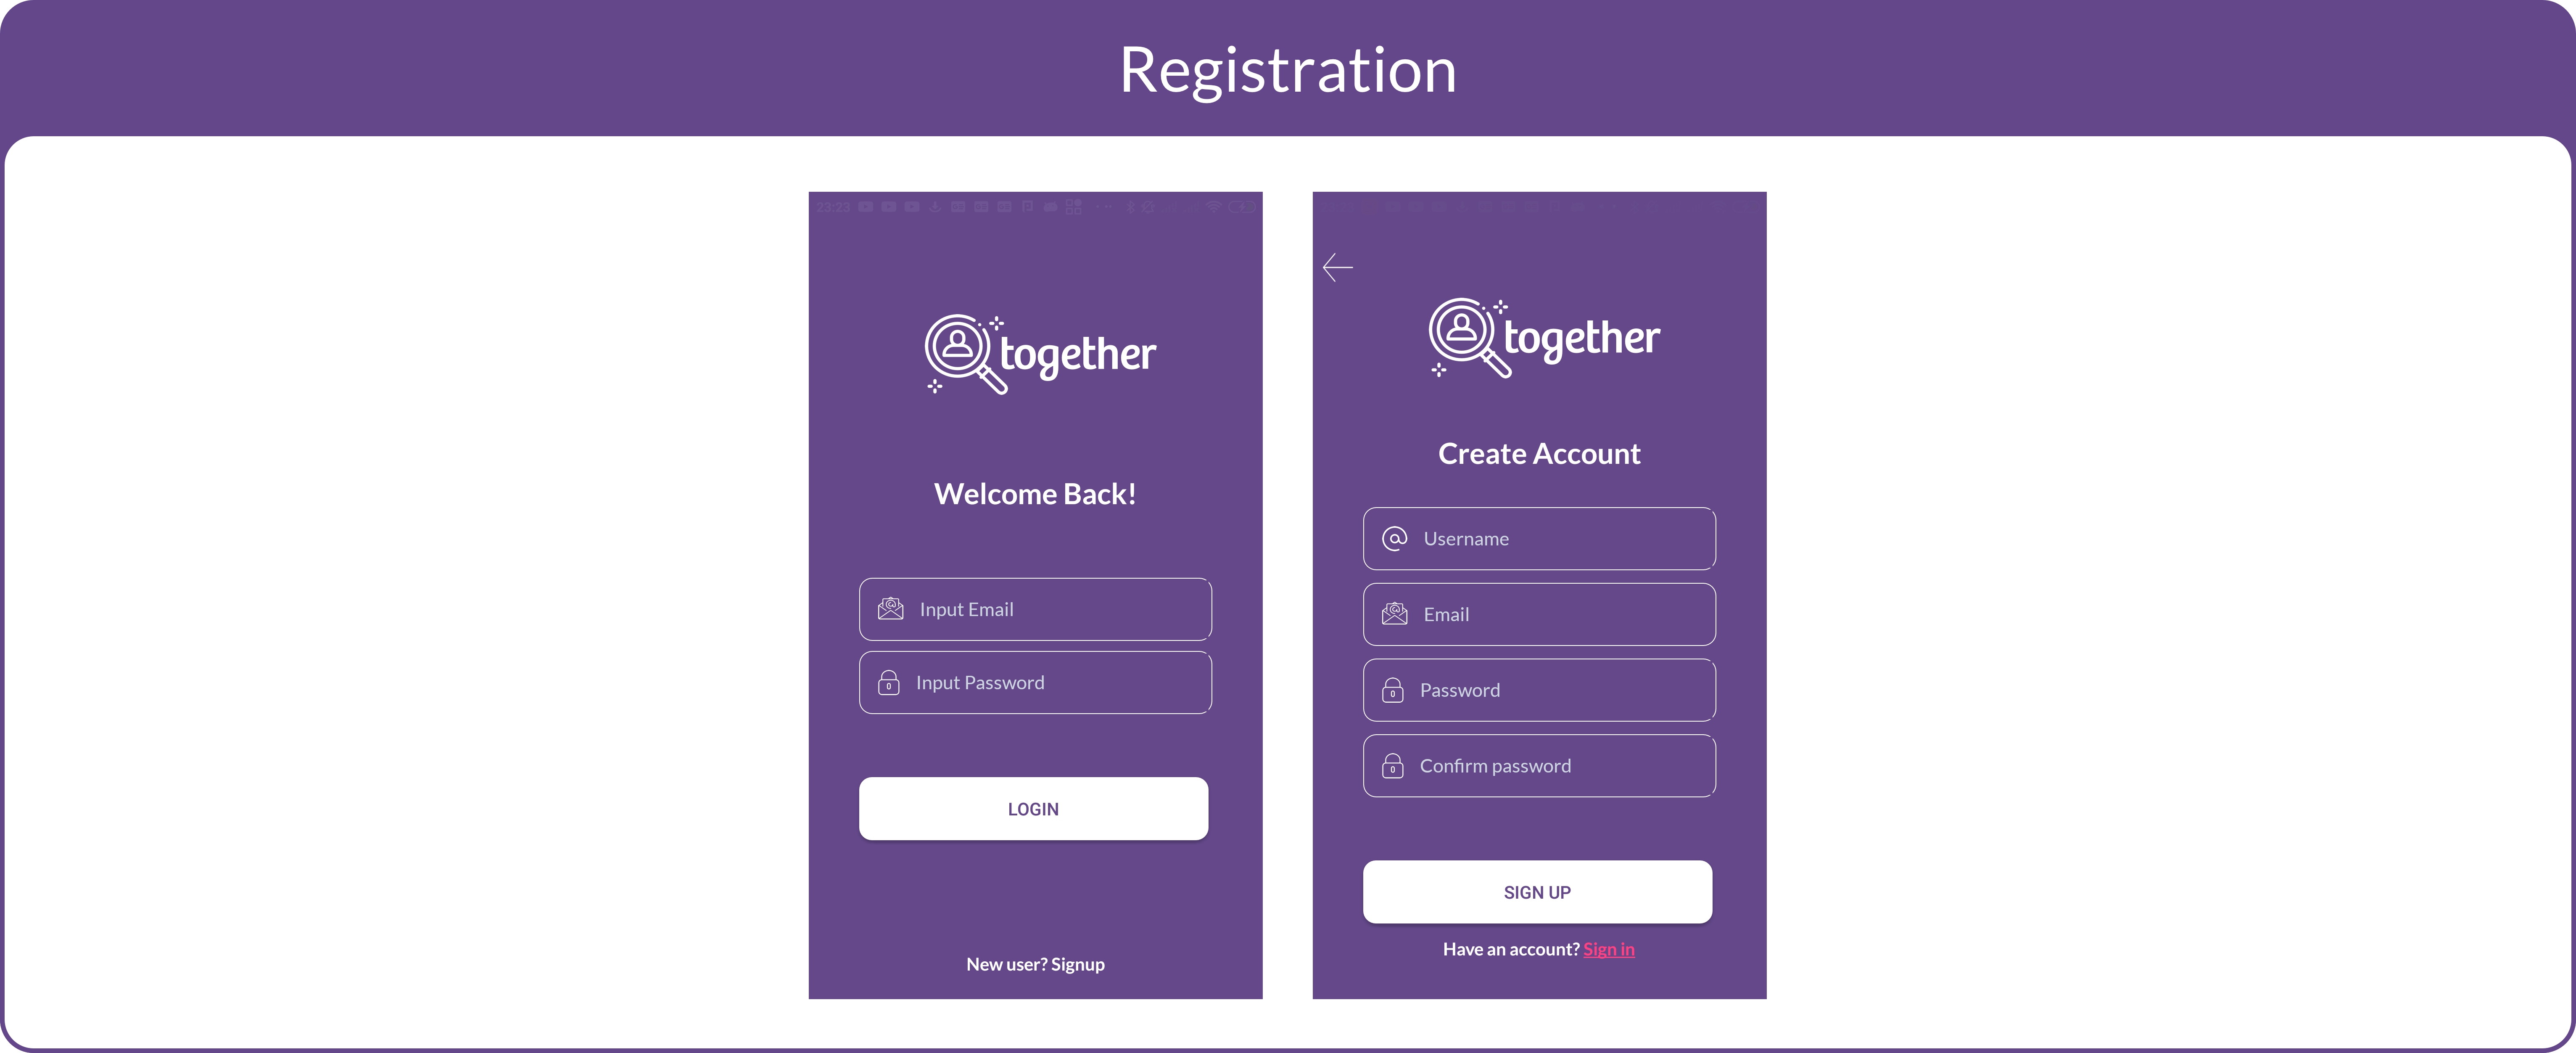 Registration
23:23
together
Welcome Back!
Input Email
Input Password
LOGIN
New user? Signup
together
Create Account
Username
Email
Password
Confirm password
SIGN UP
Have an account? Sign in